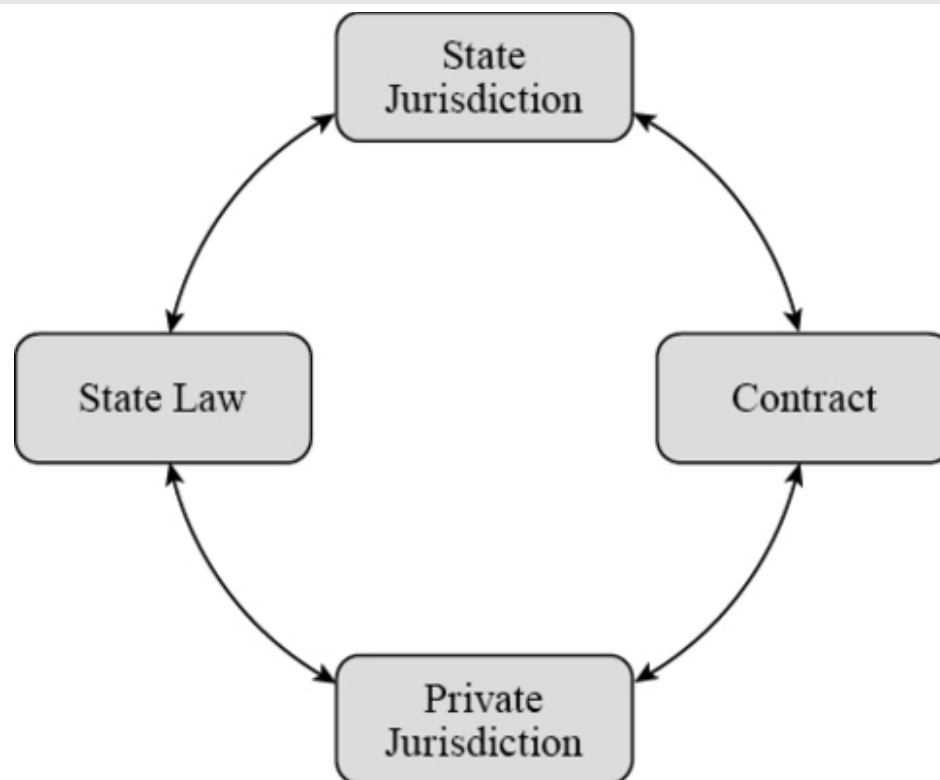 State
Jurisdiction
State Law
Contract
Private
Jurisdiction